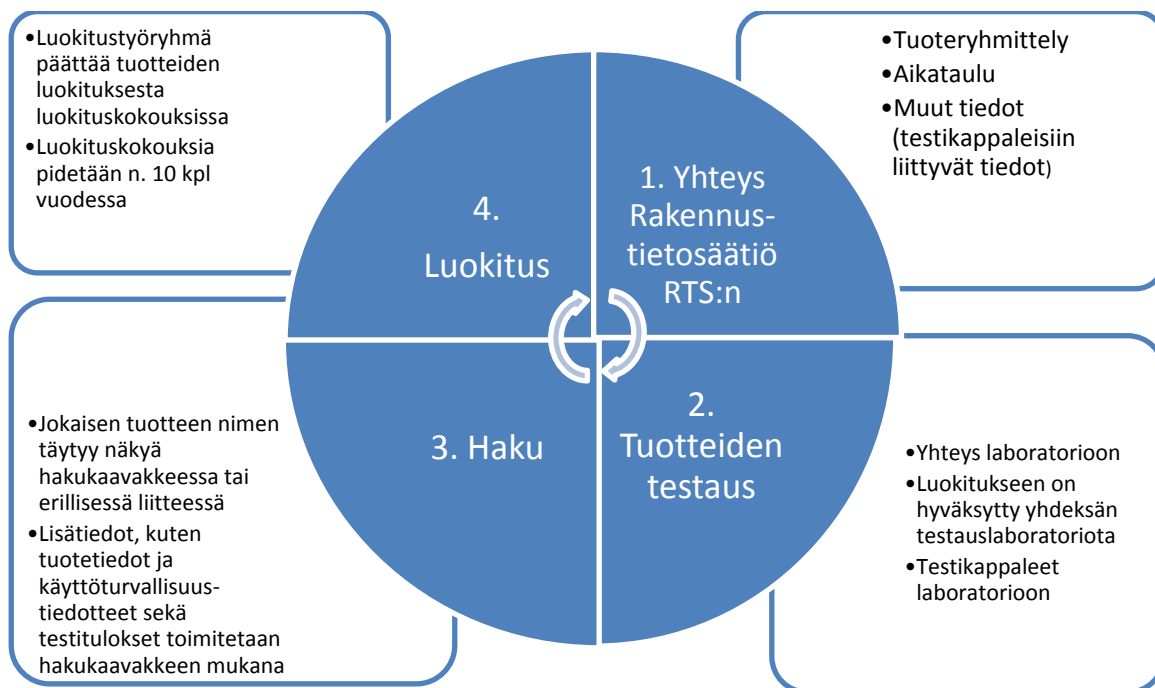 •Luokitustyöryhmä
päättää tuotteiden
luokituksesta
luokituskokouksissa
•Luokituskokouksia
pidetään n. 10 kpl
vuodessa
•Tuoteryhmittely
•Aikataulu
•Muut tiedot
(testikappaleisiin
liittyvät tiedot)
4.
Luokitus
1. Yhteys
Rakennus-
tietosäätiö
RTS:n
3. Haku
2.
Tuotteiden
testaus
•Jokaisen tuotteen nimen
täytyy näkyä
hakukaavakkeessa tai
erillisessä liitteessä
•Lisätiedot, kuten
tuotetiedot ja
käyttöturvallisuus-
tiedotteet sekä
testitulokset toimitetaan
hakukaavakkeen mukana
•Yhteys laboratorioon
•Luokitukseen on
hyväksytty yhdeksän
testauslaboratoriota
•Testikappaleet
laboratorioon